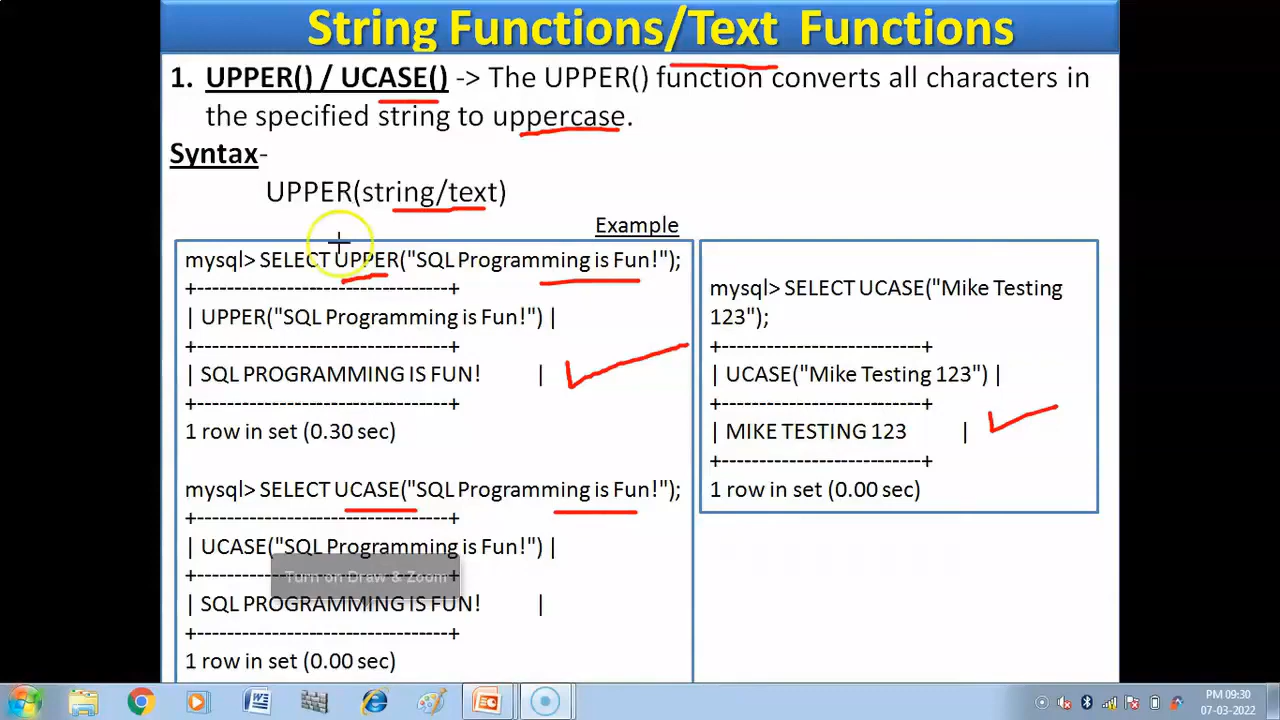 String Functions/Text Functions
1. UPPER() / UCASE() -> The UPPER() function converts all characters in
the specified string to uppercase.
Syntax-
UPPER(string/text)
Example
mysql> SELECT UPPER("SQL Programming is Fun!");
+-----------------------------------+
| UPPER("SQL Programming is Fun!") |
+-----------------------------------+
| SQL PROGRAMMING IS FUN! |
+-----------------------------------+
1 row in set (0.30 sec)
mysql> SELECT UCASE("SQL Programming is Fun!");
+-----------------------------------+
| UCASE("SQL Programming is Fun!") |
+-----------------------------------+
| SQL PROGRAMMING IS FUN! |
+-----------------------------------+
1 row in set (0.00 sec)
Turn on Draw & Zoom
mysql> SELECT UCASE("Mike Testing
123");
+----------------------------+
| UCASE("Mike Testing 123") |
+----------------------------+
| MIKE TESTING 123 |
+----------------------------+
1 row in set (0.00 sec)
PM 09:30
07-03-2022